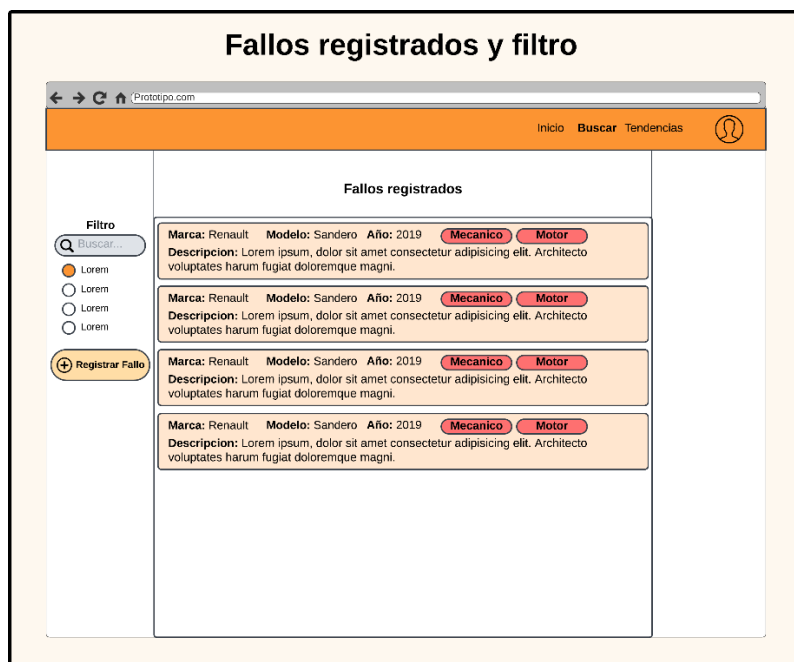 Fallos registrados y filtro
Prototipo.com
Inicio Buscar Tendencias
Fallos registrados
Filtro
Buscar...
Lorem
Lorem
Lorem
Lorem
Registrar Fallo
Marca: Renault Modelo: Sandero Año: 2019 Mecanico Motor
Descripcion: Lorem ipsum, dolor sit amet consectetur adipisicing elit. Architecto
voluptates harum fugiat doloremque magni.
Marca: Renault Modelo: Sandero Año: 2019 Mecanico Motor
Descripcion: Lorem ipsum, dolor sit amet consectetur adipisicing elit. Architecto
voluptates harum fugiat doloremque magni.
Marca: Renault Modelo: Sandero Año: 2019 Mecanico Motor
Descripcion: Lorem ipsum, dolor sit amet consectetur adipisicing elit. Architecto
voluptates harum fugiat doloremque magni.
Marca: Renault Modelo: Sandero Año: 2019 Mecanico Motor
Descripcion: Lorem ipsum, dolor sit amet consectetur adipisicing elit. Architecto
voluptates harum fugiat doloremque magni.